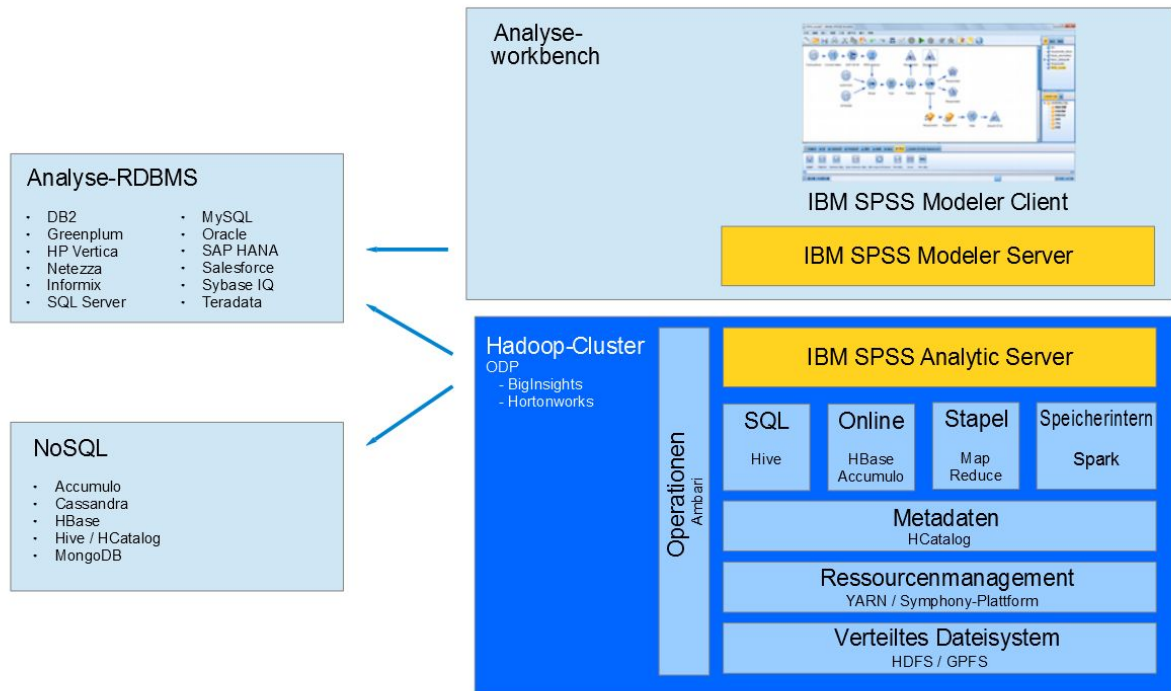 Analyse-
workbench
IBM SPSS Modeler Client
IBM SPSS Modeler Server
Analyse-RDBMS
• DB2
• Greenplum
• HP Vertica
• Netezza
• Informix
• SQL Server
• MySQL
• Oracle
• SAP HANA
• Salesforce
• Sybase IQ
• Teradata
NoSQL
• Accumulo
• Cassandra
• HBase
• Hive / HCatalog
• MongoDB
Hadoop-Cluster
ODP
- BigInsights
- Hortonworks
Operationen
Ambari
IBM SPSS Analytic Server
SQL
Hive
Online
HBase
Accumulo
Stapel
Map
Reduce
Speicherintern
Spark
Metadaten
HCatalog
Ressourcenmanagement
YARN / Symphony-Plattform
Verteiltes Dateisystem
HDFS / GPFS